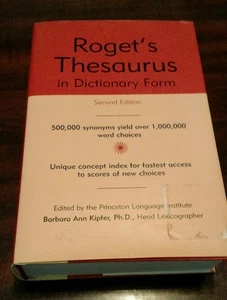 Roget's
Thesaurus
in Dictionary Form
Second Edition
500,000 synonyms yield over 1,000,000
word choices
Unique concept index for fastest access
to scores of new choices
Edited by the Princeton Language Institute
Barbara Ann Kipfer, Ph.D., Head Lexicographer